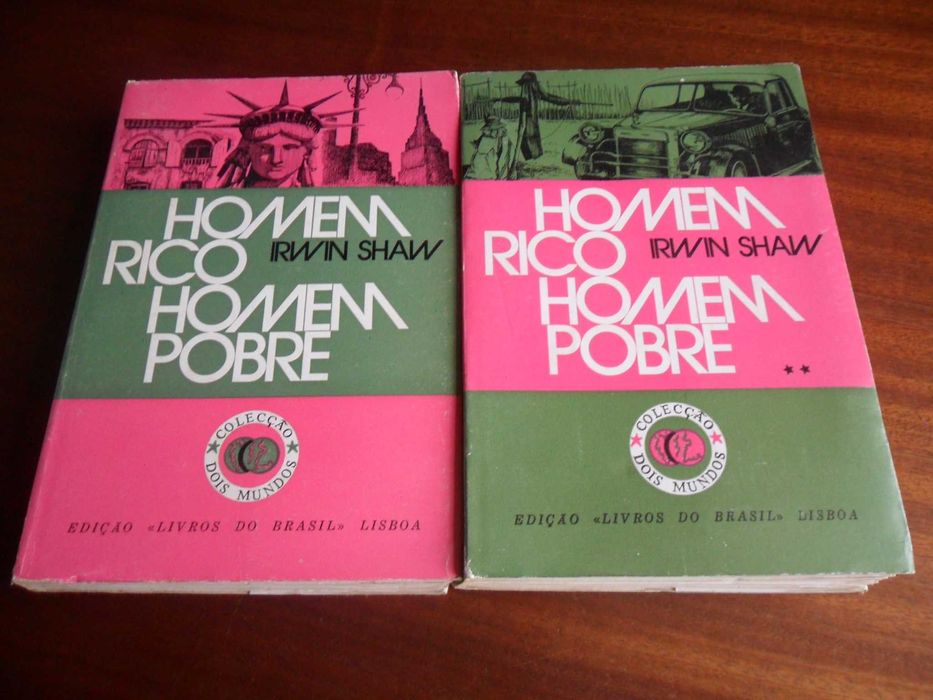 HOMEM
RICO IRWIN SHAW
HOMEM
POBRE
COLECÇÃO
DOIS MUNDOS
EDIÇÃO «LIVROS DO BRASIL» LISBOA
HOMEM
RICO IRWIN SHAW
HOMEM
POBRE **
COLECÇÃO
DOIS MUNDOS
EDIÇÃO «LIVROS DO BRASIL» LISBOA